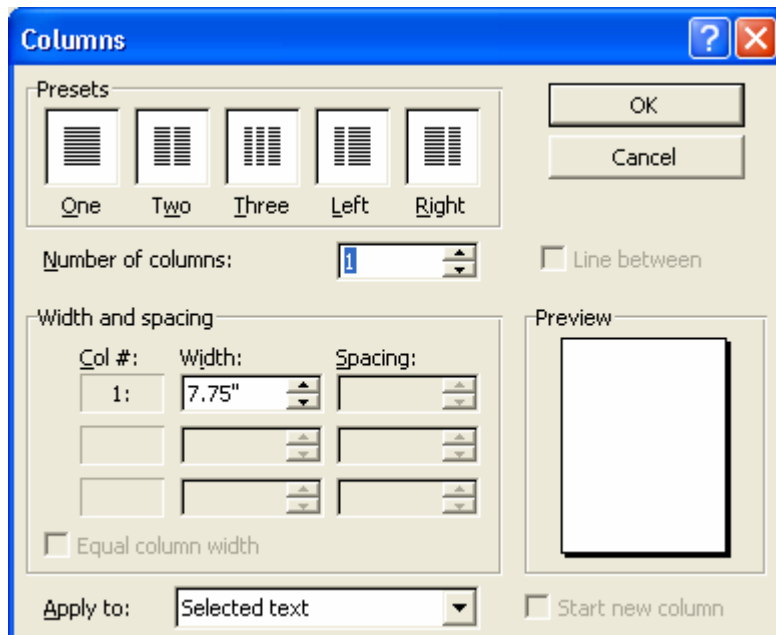 Columns
Presets
OK
Cancel
One Two Three Left Right
Number of columns: 1 Line between
Width and spacing Preview
Col #: Width: Spacing:
1: 7.75"
Equal column width
Apply to: Selected text Start new column